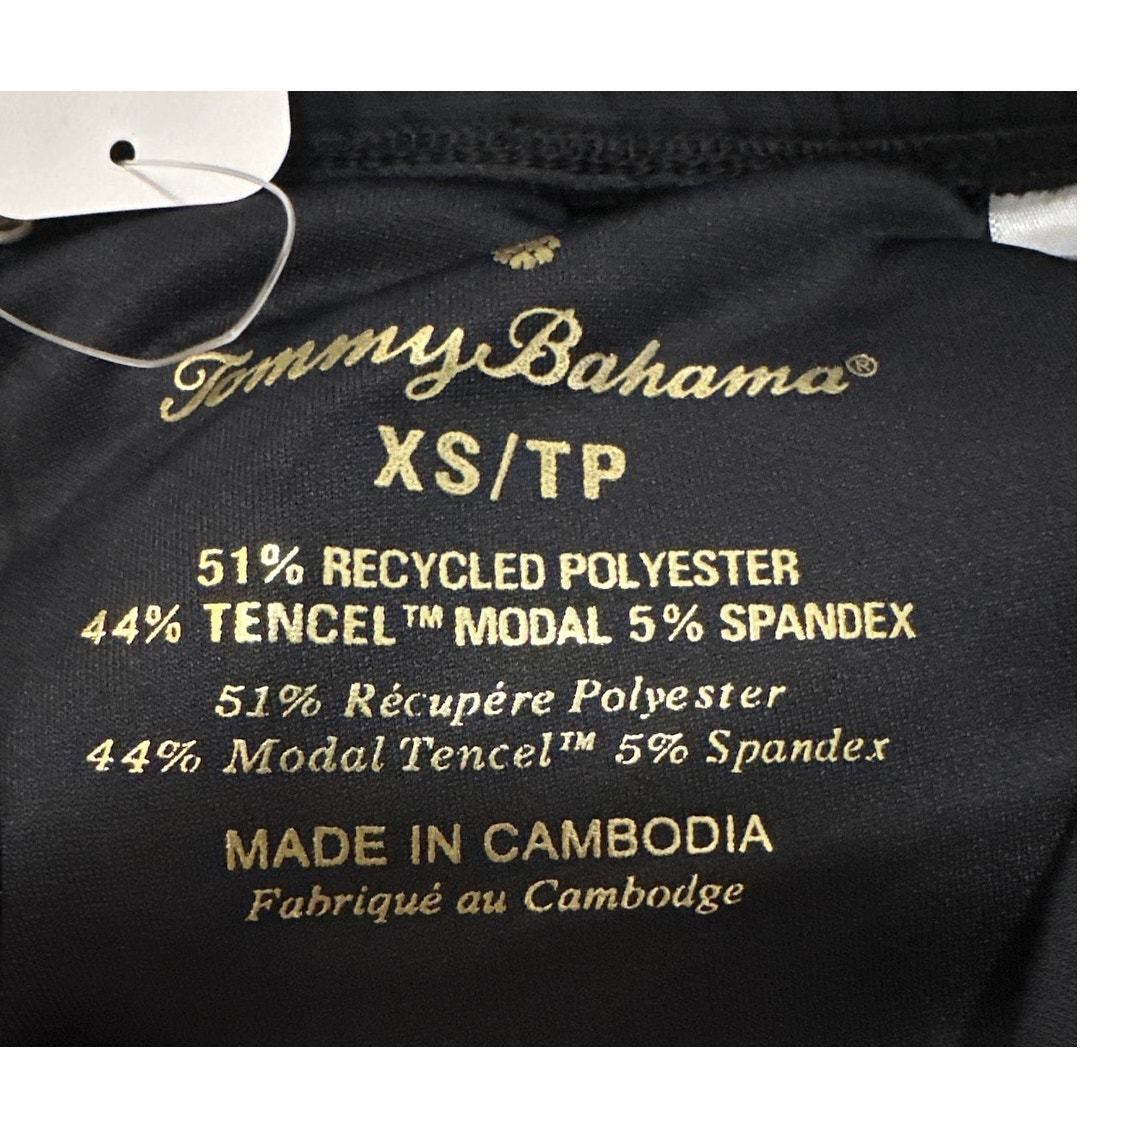 Tommy Bahama®
XS/TP
51% RECYCLED POLYESTER
44% TENCEL™ MODAL 5% SPANDEX
51% Récupére Polyester
44% Modal Tencel™ 5% Spandex
MADE IN CAMBODIA
Fabriqué au Cambodge